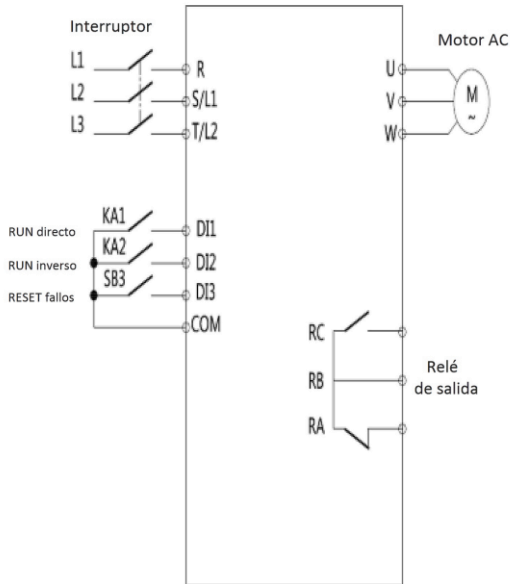 Interruptor
L1
L2
L3
R
S/L1
T/L2
U
V
W
Motor AC
M
~
RUN directo
RUN inverso
RESET fallos
KA1
KA2
SB3
DI1
DI2
DI3
COM
RC
RB
RA
Relé
de salida